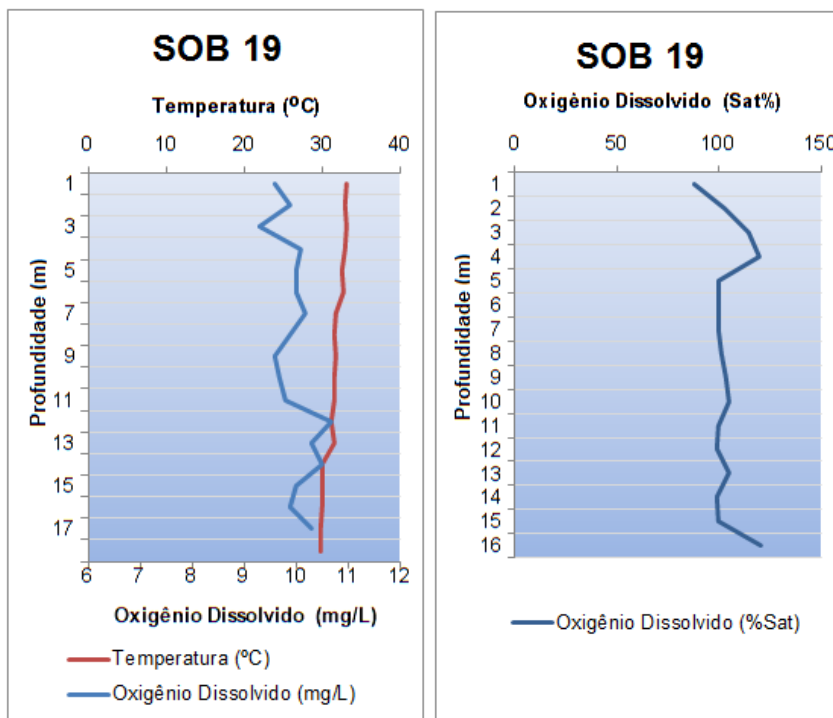 SOB 19
Temperatura (ºC)
0 10 20 30 40
Profundidade (m)
1
3
5
7
9
11
13
15
17
6 7 8 9 10 11 12
Oxigênio Dissolvido (mg/L)
Temperatura (ºC)
Oxigênio Dissolvido (mg/L)
SOB 19
Oxigênio Dissolvido (Sat%)
0 50 100 150
Profundidade (m)
1
2
3
4
5
6
7
8
9
10
11
12
13
14
15
16
Oxigênio Dissolvido (%Sat)